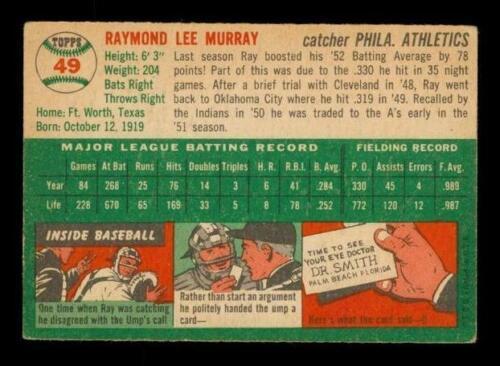 TOPPS
49
RAYMOND LEE MURRAY
catcher PHILA. ATHLETICS
Height: 6' 3"
Weight: 204
Bats Right
Throws Right
Home: Ft. Worth, Texas
Born: October 12, 1919
Last season Ray boosted his '52 Batting Average by 78
points! Part of this was due to the .330 he hit in 35 night
games. After a brief trial with Cleveland in '48, Ray went
back to Oklahoma City where he hit .319 in '49. Recalled by
the Indians in '50 he was traded to the A's early in the
'51 season.
MAJOR LEAGUE BATTING RECORD
FIELDING RECORD
Games At Bat Runs Hits Doubles Triples H. R. R.B.I. B. Avg. P. O. Assists Errors F. Avg.
Year 84 268 25 76 14 3 6 41 .284 330 45 4 .989
Life 228 670 65 169 33 5 8 78 .252 772 120 12 .987
INSIDE BASEBALL
One time when Ray was catching
he disagreed with the Ump's call
Rather than start an argument
he politely handed the ump a
card—
TIME TO SEE
YOUR EYE DOCTOR
DR. SMITH
PALM BEACH FLORIDA
Here's what the card said—